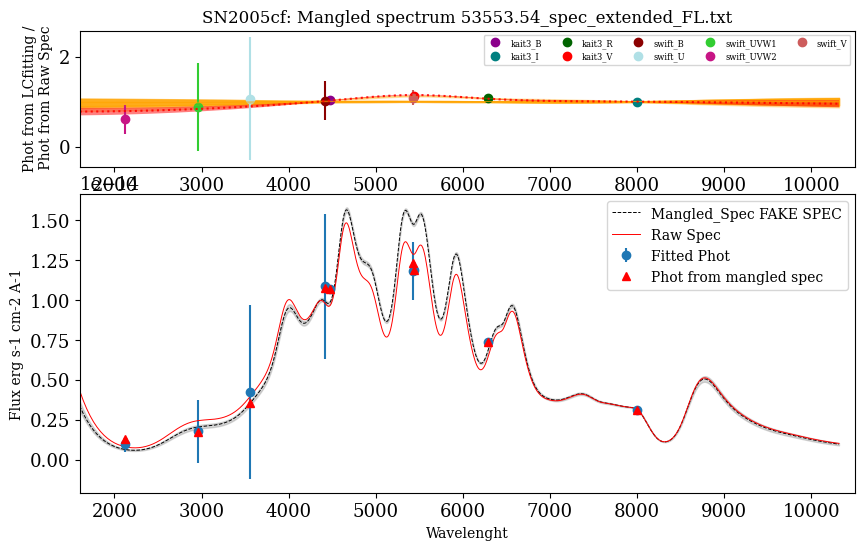 SN2005cf: Mangled spectrum 53553.54_spec_extended_FL.txt
Phot from LCfitting /
Phot from Raw Spec
2
0
kait3_B kait3_R swift_B swift_UVW1 swift_V
kait3_I kait3_V swift_U swift_UVW2
2000 3000 4000 5000 6000 7000 8000 9000 10000
1e−14
Flux erg s-1 cm-2 A-1
1.50
1.25
1.00
0.75
0.50
0.25
0.00
Mangled_Spec FAKE SPEC
Raw Spec
Fitted Phot
Phot from mangled spec
2000 3000 4000 5000 6000 7000 8000 9000 10000
Wavelenght